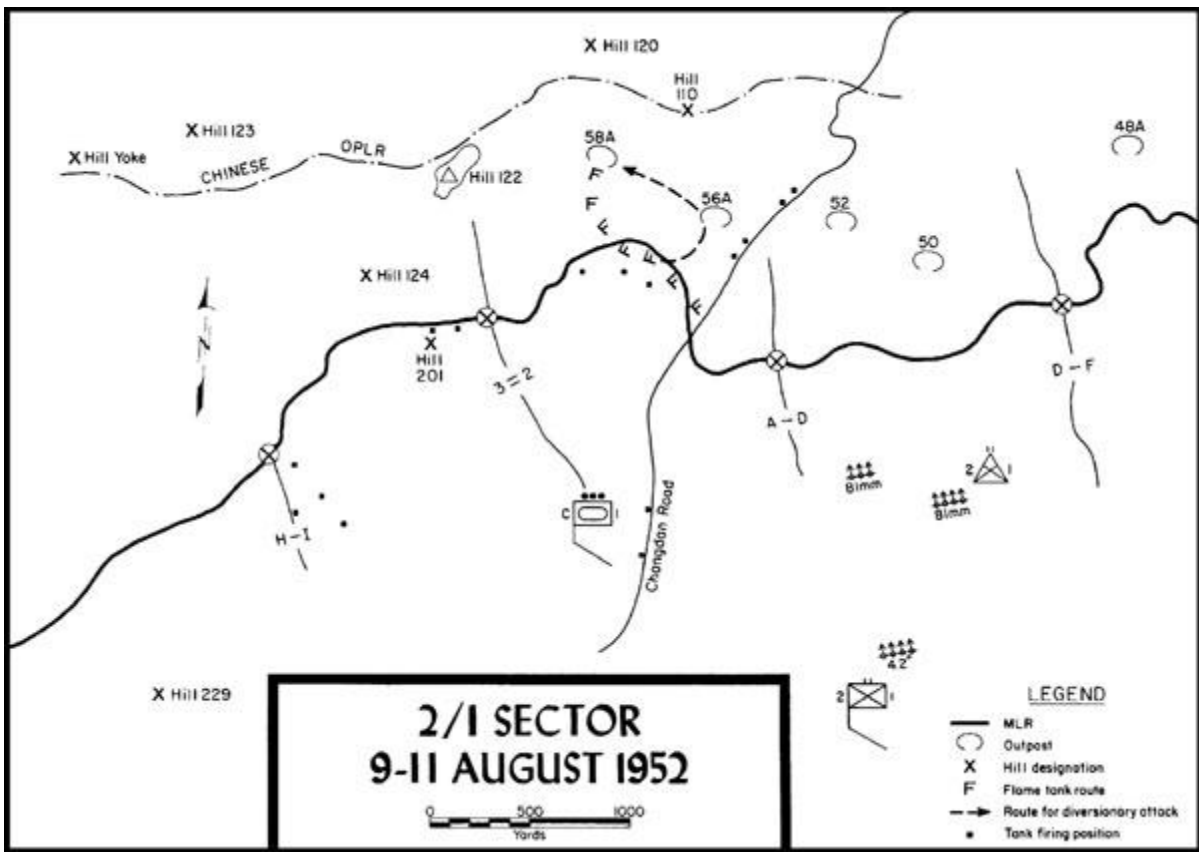 X Hill 120
Hill
110
X
48A
X Hill 123
58A
X Hill Yoke
CHINESE OPLR
Hill 122
F
56A
52
F
F
F
F
50
X Hill 124
F
F
N
X
Hill
201
3=2
D-F
A-D
2 1
81mm
81mm
C 1
H-I
Changdan Road
4.2"
X Hill 229
2 1
2/1 SECTOR
9-11 AUGUST 1952
0 500 1000
Yards
LEGEND
MLR
Outpost
X Hill designation
F Flame tank route
Route for diversionary attack
Tank firing position